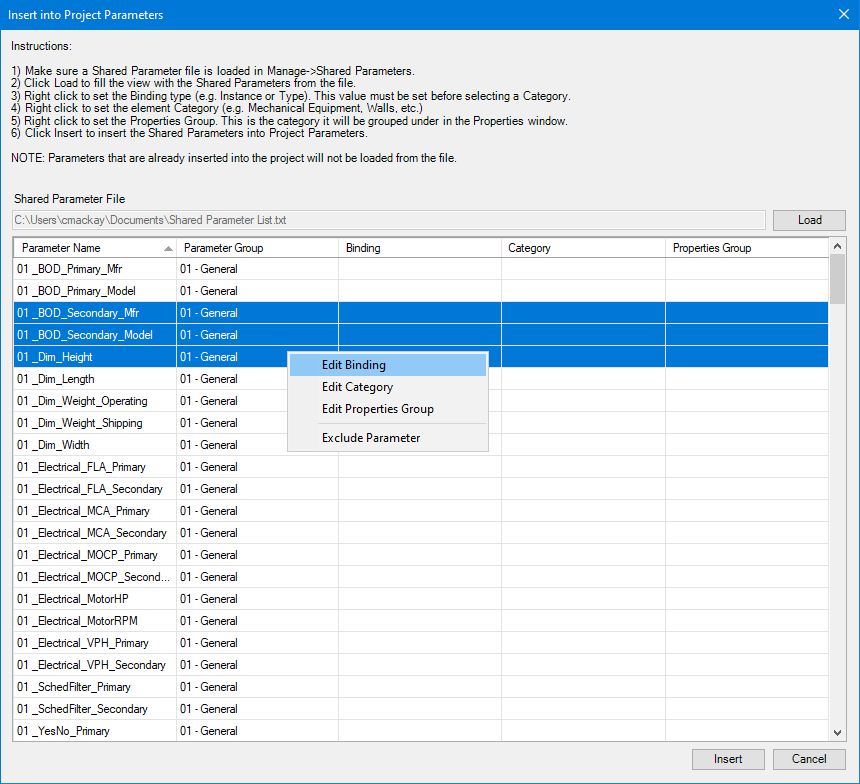 Insert into Project Parameters
Instructions:
1) Make sure a Shared Parameter file is loaded in Manage->Shared Parameters.
2) Click Load to fill the view with the Shared Parameters from the file.
3) Right click to set the Binding type (e.g. Instance or Type). This value must be set before selecting a Category.
4) Right click to set the element Category (e.g. Mechanical Equipment, Walls, etc.)
5) Right click to set the Properties Group. This is the category it will be grouped under in the Properties window.
6) Click Insert to insert the Shared Parameters into Project Parameters.
NOTE: Parameters that are already inserted into the project will not be loaded from the file.
Shared Parameter File
C:\Users\cmackay\Documents\Shared Parameter List.txt Load
Parameter Name Parameter Group Binding Category Properties Group
01 _BOD_Primary_Mfr 01 - General
01 _BOD_Primary_Model 01 - General
01 _BOD_Secondary_Mfr 01 - General
01 _BOD_Secondary_Model 01 - General
01 _Dim_Height 01 - General
Edit Binding
01 _Dim_Length 01 - General
Edit Category
01 _Dim_Weight_Operating 01 - General
Edit Properties Group
01 _Dim_Weight_Shipping 01 - General
Exclude Parameter
01 _Dim_Width 01 - General
01 _Electrical_FLA_Primary 01 - General
01 _Electrical_FLA_Secondary 01 - General
01 _Electrical_MCA_Primary 01 - General
01 _Electrical_MCA_Secondary 01 - General
01 _Electrical_MOCP_Primary 01 - General
01 _Electrical_MOCP_Second... 01 - General
01 _Electrical_MotorHP 01 - General
01 _Electrical_MotorRPM 01 - General
01 _Electrical_VPH_Primary 01 - General
01 _Electrical_VPH_Secondary 01 - General
01 _SchedFilter_Primary 01 - General
01 _SchedFilter_Secondary 01 - General
01 _YesNo_Primary 01 - General
Insert Cancel